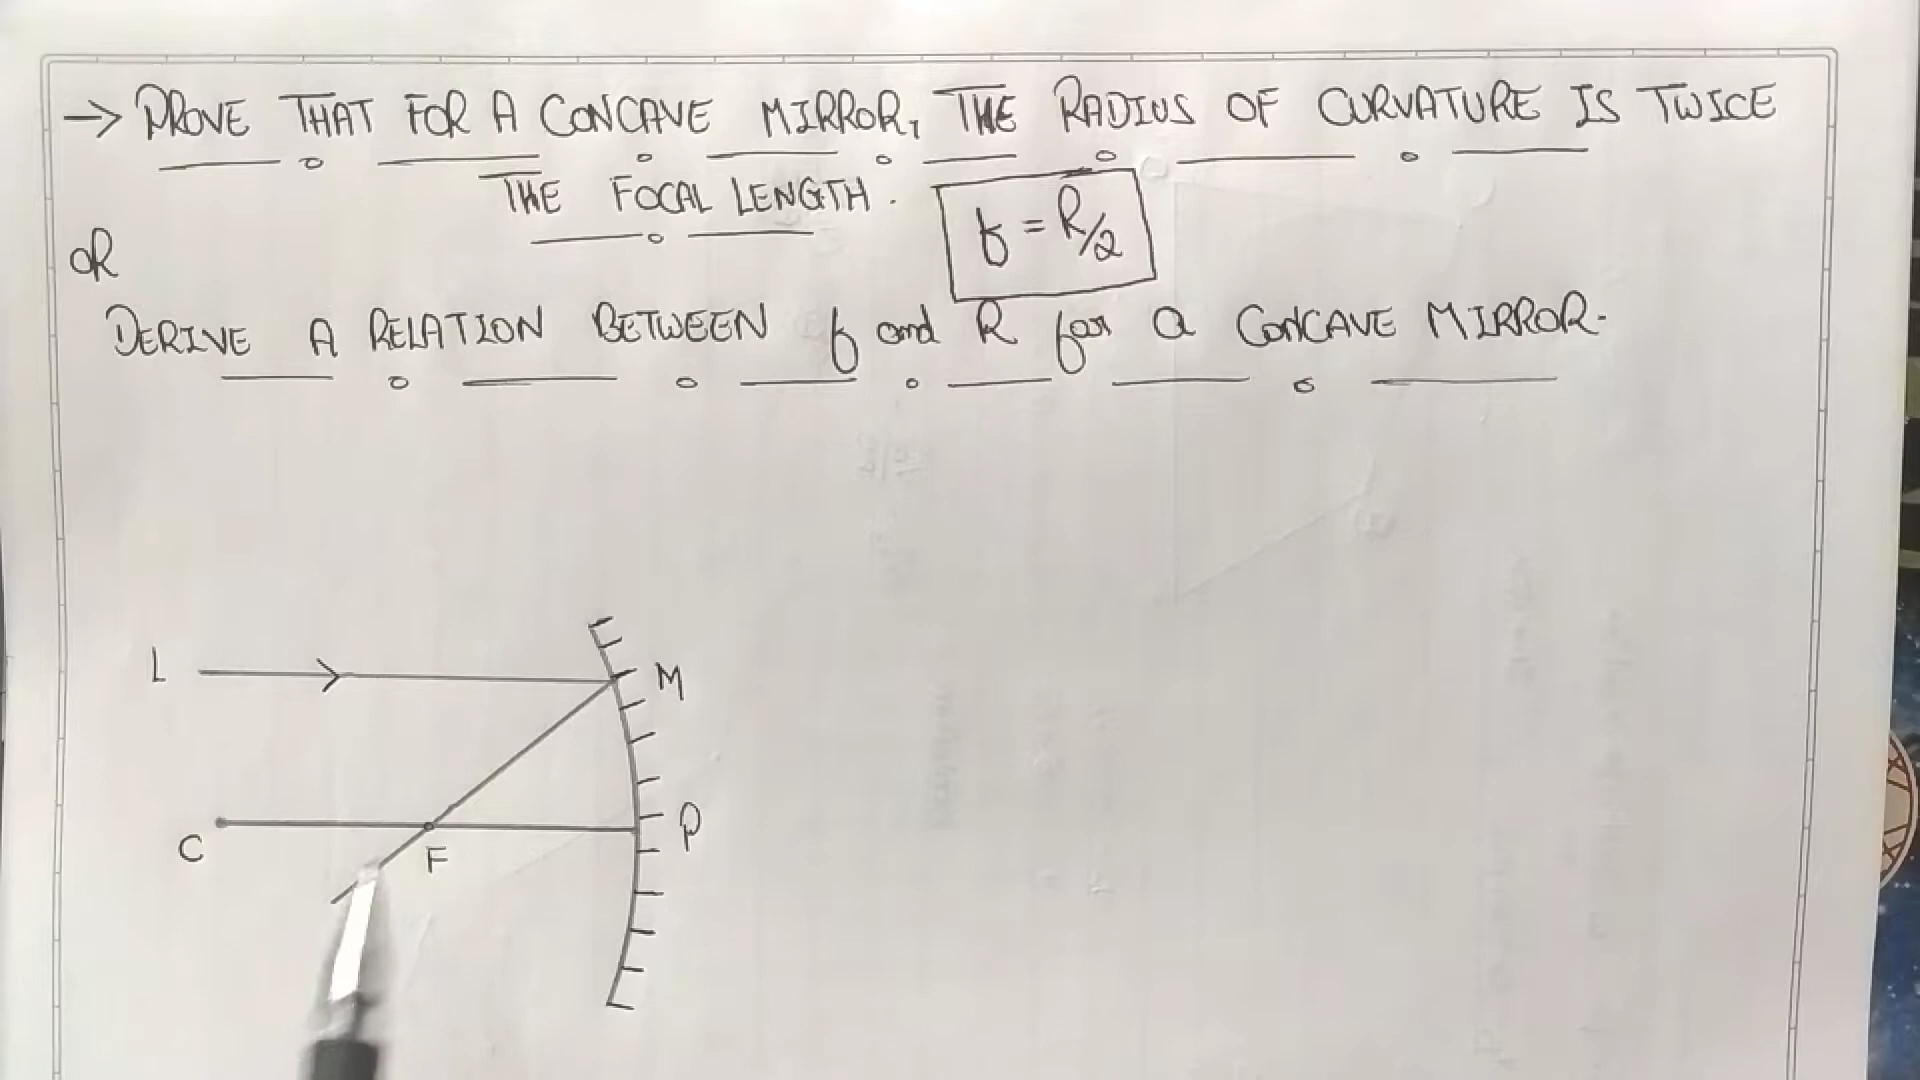 → PROVE THAT FOR A CONCAVE MIRROR, THE RADIUS OF CURVATURE IS TWICE
THE FOCAL LENGTH.
f = R/2
OR
DERIVE A RELATION BETWEEN f and R for a CONCAVE MIRROR.
L
M
C
F
P